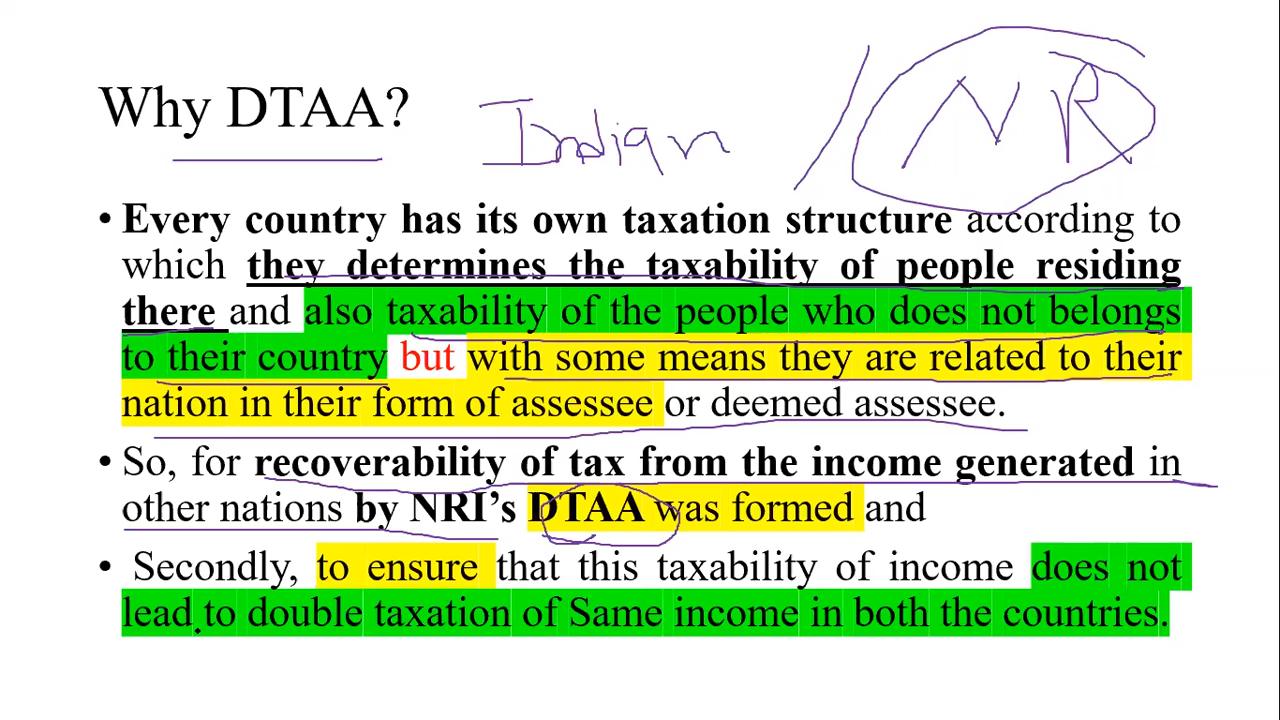 Why DTAA? Indian / NR
• Every country has its own taxation structure according to
which they determines the taxability of people residing
there and also taxability of the people who does not belongs
to their country but with some means they are related to their
nation in their form of assessee or deemed assessee.
• So, for recoverability of tax from the income generated in
other nations by NRI's DTAA was formed and
• Secondly, to ensure that this taxability of income does not
lead to double taxation of Same income in both the countries.